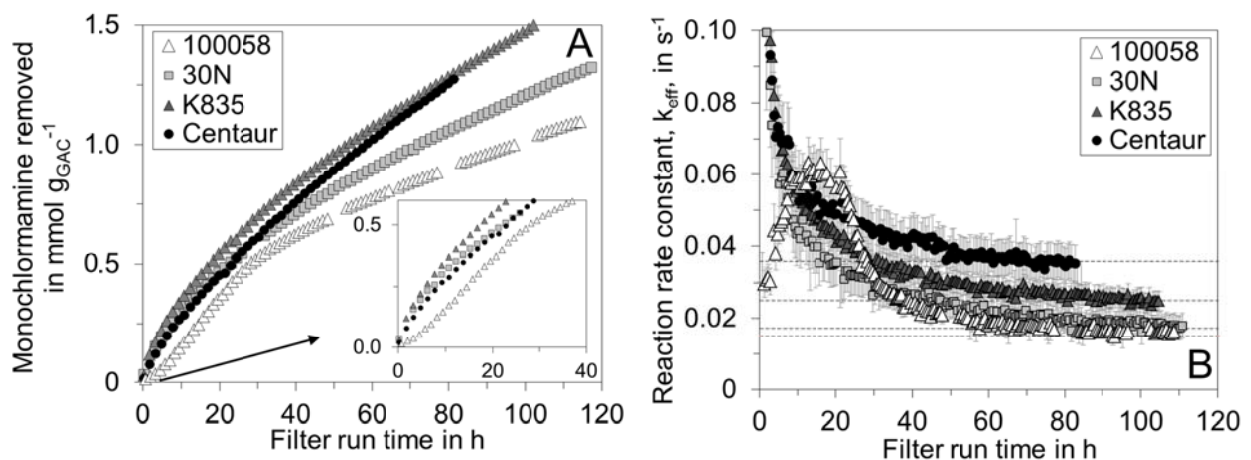 A
Monochlormamine removed
in mmol g_GAC^-1
1.5
1.0
0.5
0
100058
30N
K835
Centaur
0.5
0.0
0 20 40
0 20 40 60 80 100 120
Filter run time in h
B
Reaction rate constant, k_eff, in s^-1
0.10
0.08
0.06
0.04
0.02
0
100058
30N
K835
Centaur
0 20 40 60 80 100 120
Filter run time in h